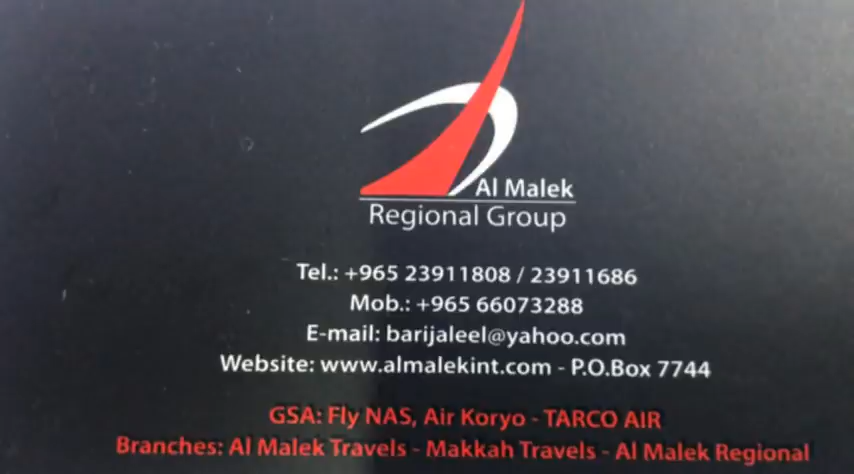 Al Malek
Regional Group
Tel.: +965 23911808 / 23911686
Mob.: +965 66073288
E-mail: barijaleel@yahoo.com
Website: www.almalekint.com - P.O.Box 7744
GSA: Fly NAS, Air Koryo - TARCO AIR
Branches: Al Malek Travels - Makkah Travels - Al Malek Regional